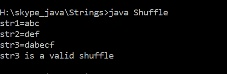 H:\skype_java\Strings>java Shuffle
str1=abc
str2=def
str3=dabecf
str3 is a valid shuffle